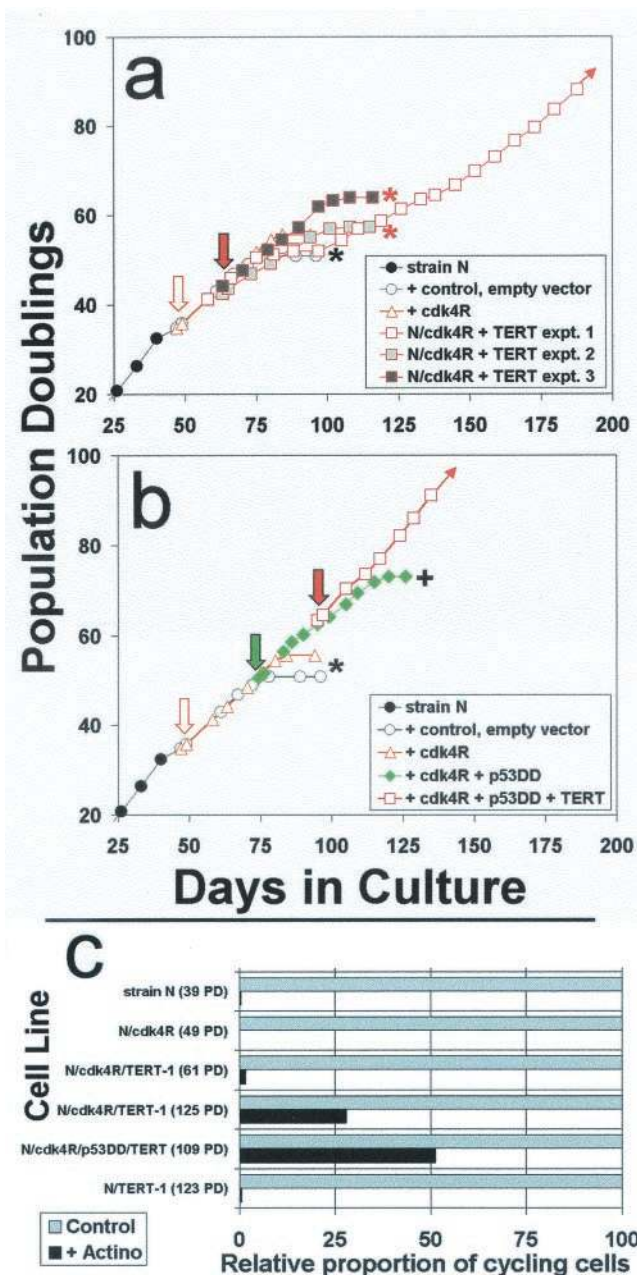 a
100
80
60
40
20
25
50
75
100
125
150
175
200
*
*
*
strain N
+ control, empty vector
+ cdk4R
N/cdk4R + TERT expt. 1
N/cdk4R + TERT expt. 2
N/cdk4R + TERT expt. 3
Population Doublings
b
100
80
60
40
20
25
50
75
100
125
150
175
200
+
*
strain N
+ control, empty vector
+ cdk4R
+ cdk4R + p53DD
+ cdk4R + p53DD + TERT
Days in Culture
C
Cell Line
strain N (39 PD)
N/cdk4R (49 PD)
N/cdk4R/TERT-1 (61 PD)
N/cdk4R/TERT-1 (125 PD)
N/cdk4R/p53DD/TERT (109 PD)
N/TERT-1 (123 PD)
Control
+ Actino
0
25
50
75
100
Relative proportion of cycling cells